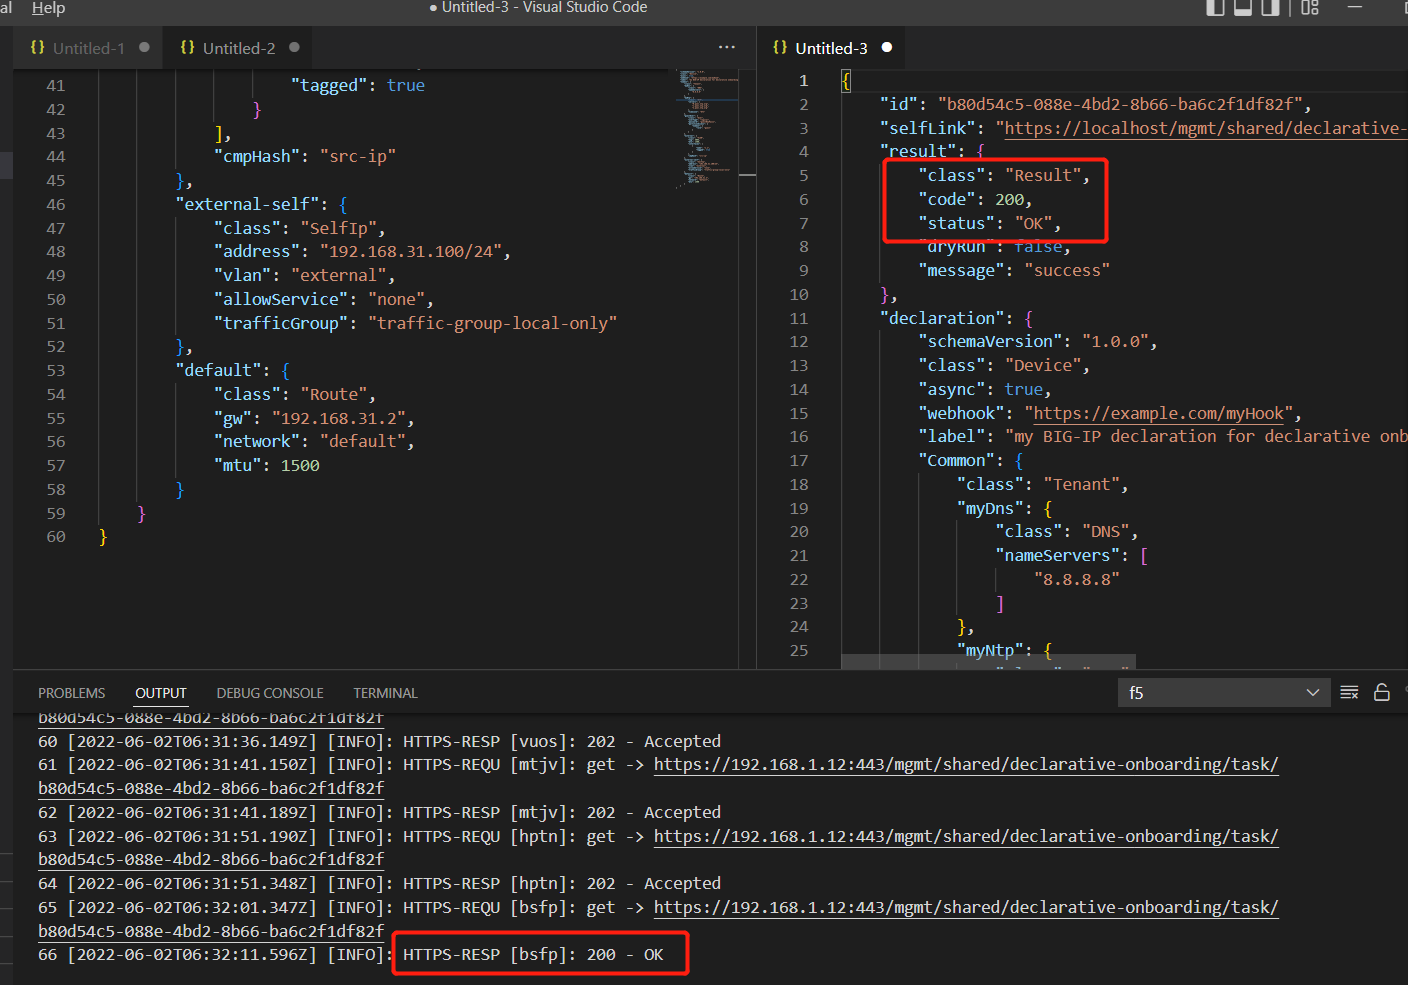 al Help
● Untitled-3 - Visual Studio Code
{} Untitled-1 ●
{} Untitled-2 ●
···
41 "tagged": true
42 }
43 ],
44 "cmpHash": "src-ip"
45 },
46 "external-self": {
47 "class": "SelfIp",
48 "address": "192.168.31.100/24",
49 "vlan": "external",
50 "allowService": "none",
51 "trafficGroup": "traffic-group-local-only"
52 },
53 "default": {
54 "class": "Route",
55 "gw": "192.168.31.2",
56 "network": "default",
57 "mtu": 1500
58 }
59 }
60 }
{} Untitled-3 ●
1 {
2 "id": "b80d54c5-088e-4bd2-8b66-ba6c2f1df82f",
3 "selfLink": "https://localhost/mgmt/shared/declarative-
4 "result": {
5 "class": "Result",
6 "code": 200,
7 "status": "OK",
8 "dryRun": false,
9 "message": "success"
10 },
11 "declaration": {
12 "schemaVersion": "1.0.0",
13 "class": "Device",
14 "async": true,
15 "webhook": "https://example.com/myHook",
16 "label": "my BIG-IP declaration for declarative onb
17 "Common": {
18 "class": "Tenant",
19 "myDns": {
20 "class": "DNS",
21 "nameServers": [
22 "8.8.8.8"
23 ]
24 },
25 "myNtp": {
PROBLEMS OUTPUT DEBUG CONSOLE TERMINAL
f5
b80d54c5-088e-4bd2-8b66-ba6c2f1df82f
60 [2022-06-02T06:31:36.149Z] [INFO]: HTTPS-RESP [vuos]: 202 - Accepted
61 [2022-06-02T06:31:41.150Z] [INFO]: HTTPS-REQU [mtjv]: get -> https://192.168.1.12:443/mgmt/shared/declarative-onboarding/task/
b80d54c5-088e-4bd2-8b66-ba6c2f1df82f
62 [2022-06-02T06:31:41.189Z] [INFO]: HTTPS-RESP [mtjv]: 202 - Accepted
63 [2022-06-02T06:31:51.190Z] [INFO]: HTTPS-REQU [hptn]: get -> https://192.168.1.12:443/mgmt/shared/declarative-onboarding/task/
b80d54c5-088e-4bd2-8b66-ba6c2f1df82f
64 [2022-06-02T06:31:51.348Z] [INFO]: HTTPS-RESP [hptn]: 202 - Accepted
65 [2022-06-02T06:32:01.347Z] [INFO]: HTTPS-REQU [bsfp]: get -> https://192.168.1.12:443/mgmt/shared/declarative-onboarding/task/
b80d54c5-088e-4bd2-8b66-ba6c2f1df82f
66 [2022-06-02T06:32:11.596Z] [INFO]: HTTPS-RESP [bsfp]: 200 - OK